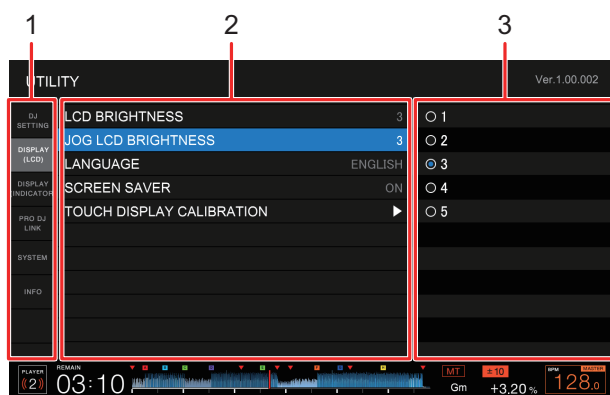 1 2 3
UTILITY Ver.1.00.002
DJ
SETTING
DISPLAY
(LCD)
DISPLAY
(INDICATOR)
PRO DJ
LINK
SYSTEM
INFO
LCD BRIGHTNESS 3
JOG LCD BRIGHTNESS 3
LANGUAGE ENGLISH
SCREEN SAVER ON
TOUCH DISPLAY CALIBRATION
1
2
3
4
5
PLAYER
2
REMAIN
03:10
MT
Gm
±10
+3.20 %
BPM MASTER
128.0